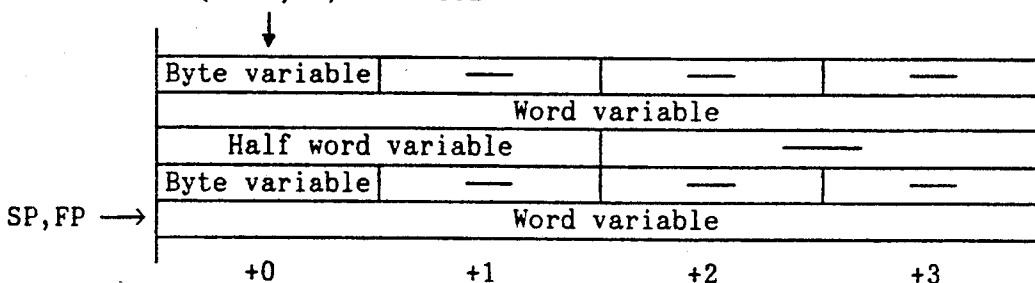 Byte variable — — —
Word variable
Half word variable —
Byte variable — — —
SP,FP → Word variable
+0 +1 +2 +3